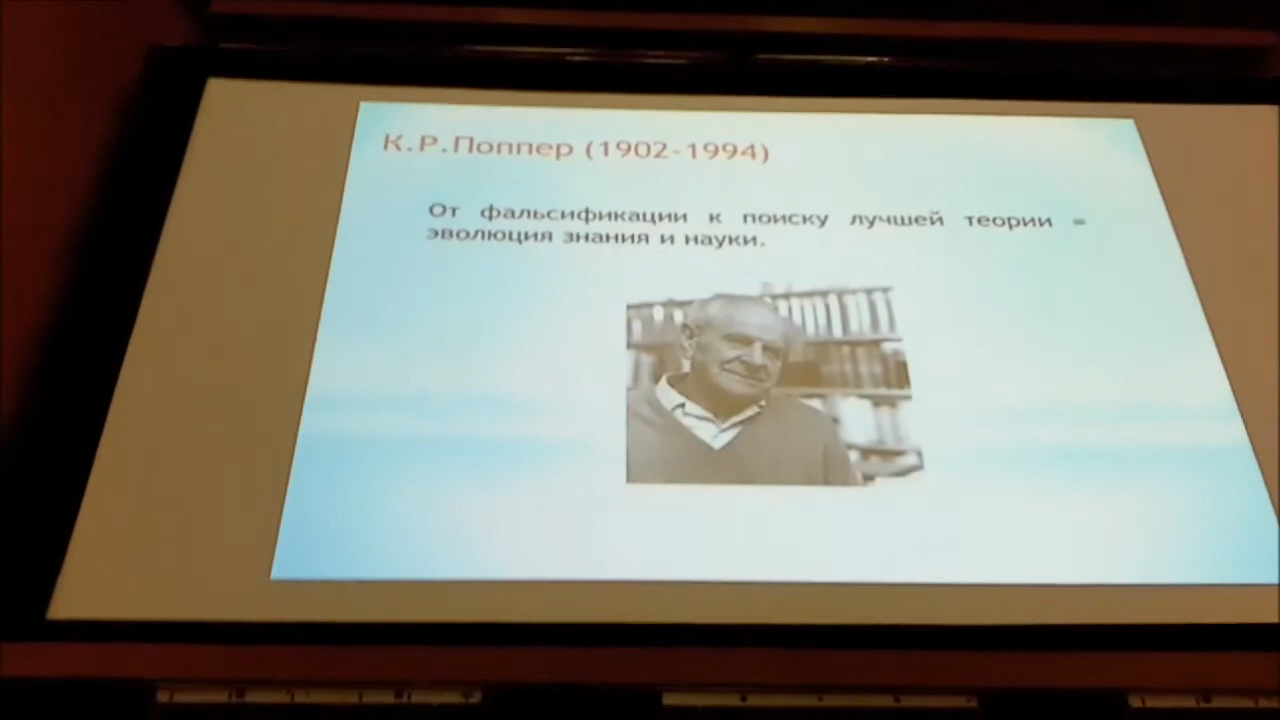 К.Р.Поппер (1902-1994)
От фальсификации к поиску лучшей теории =
эволюция знания и науки.